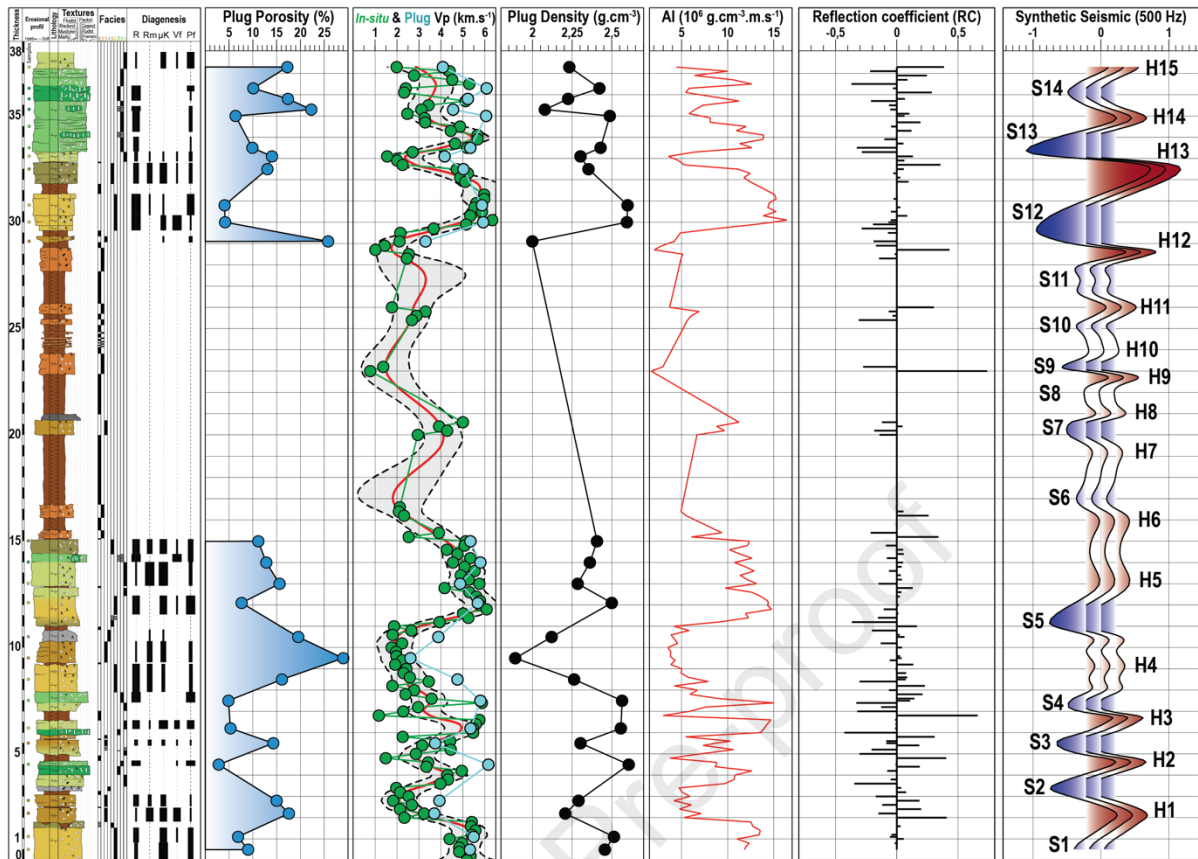 Thickness
Erosional profil
Lithology
Textures
Facies
Diagenesis
R Rm µK Vf Pf
Samples
Plug Porosity (%)
5 10 15 20 25
In-situ & Plug Vp (km.s-1)
1 2 3 4 5 6
Plug Density (g.cm-3)
2 2,25 2,5
AI (10⁶ g.cm-3.m.s-1)
5 10 15
Reflection coefficient (RC)
-0.5 0 0.5
Synthetic Seismic (500 Hz)
-1 0 1
38
35
30
25
20
15
10
5
1
0
H15
S14
H14
S13
H13
S12
H12
S11
H11
S10
H10
S9
H9
S8
H8
S7
H7
S6
H6
H5
S5
H4
S4
H3
S3
H2
S2
H1
S1
Preproof